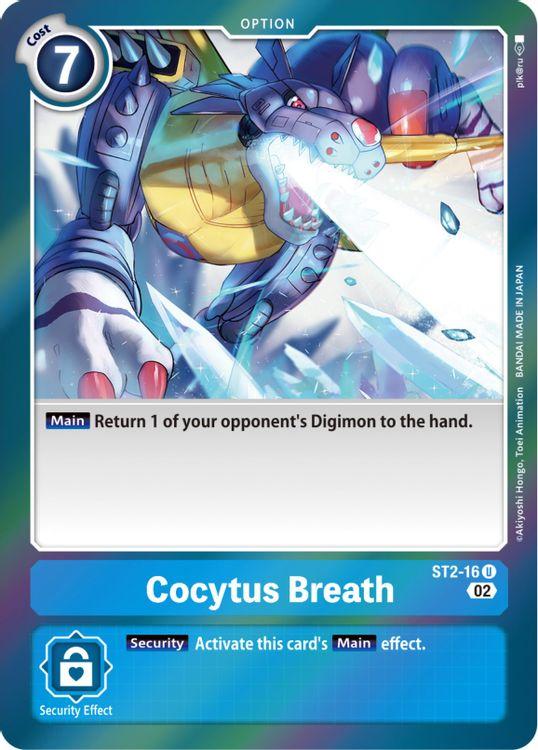 OPTION
Cost
7
p!k@ru
Main Return 1 of your opponent's Digimon to the hand.
©Akiyoshi Hongo, Toei Animation BANDAI MADE IN JAPAN
ST2-16 U
Cocytus Breath
02
Security Activate this card's Main effect.
Security Effect